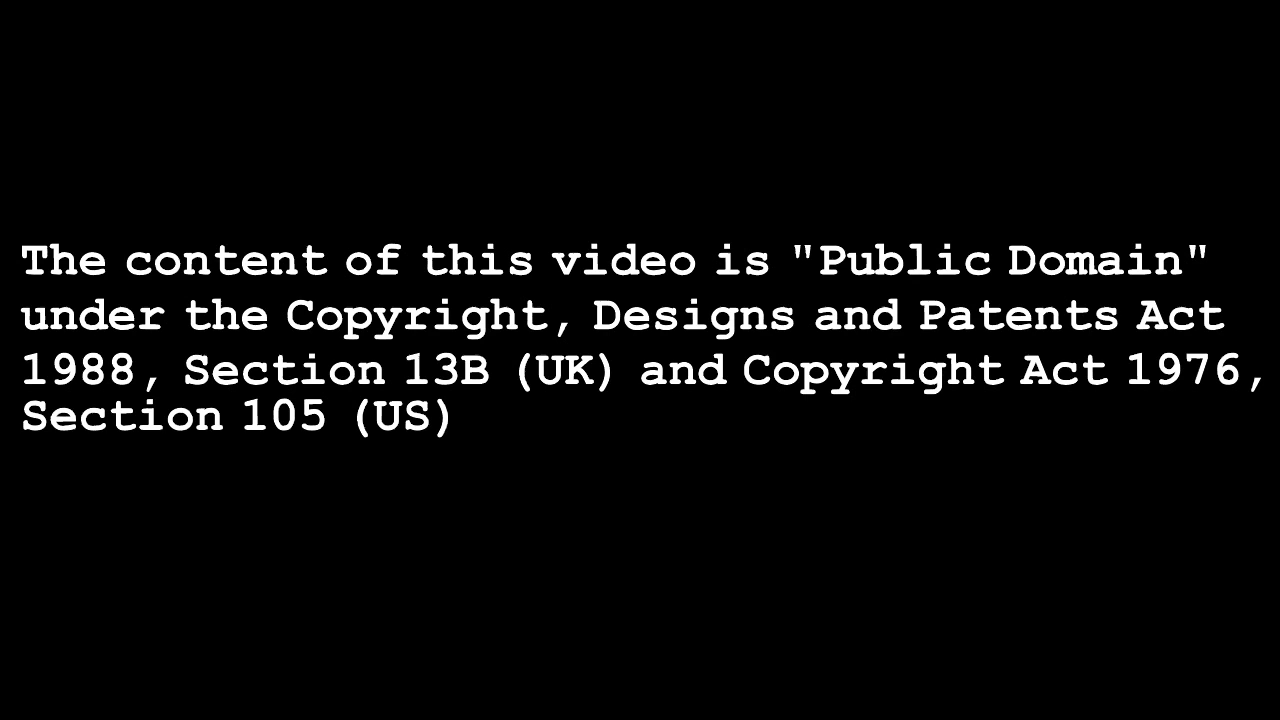 The content of this video is "Public Domain"
under the Copyright, Designs and Patents Act
1988, Section 13B (UK) and Copyright Act 1976,
Section 105 (US)